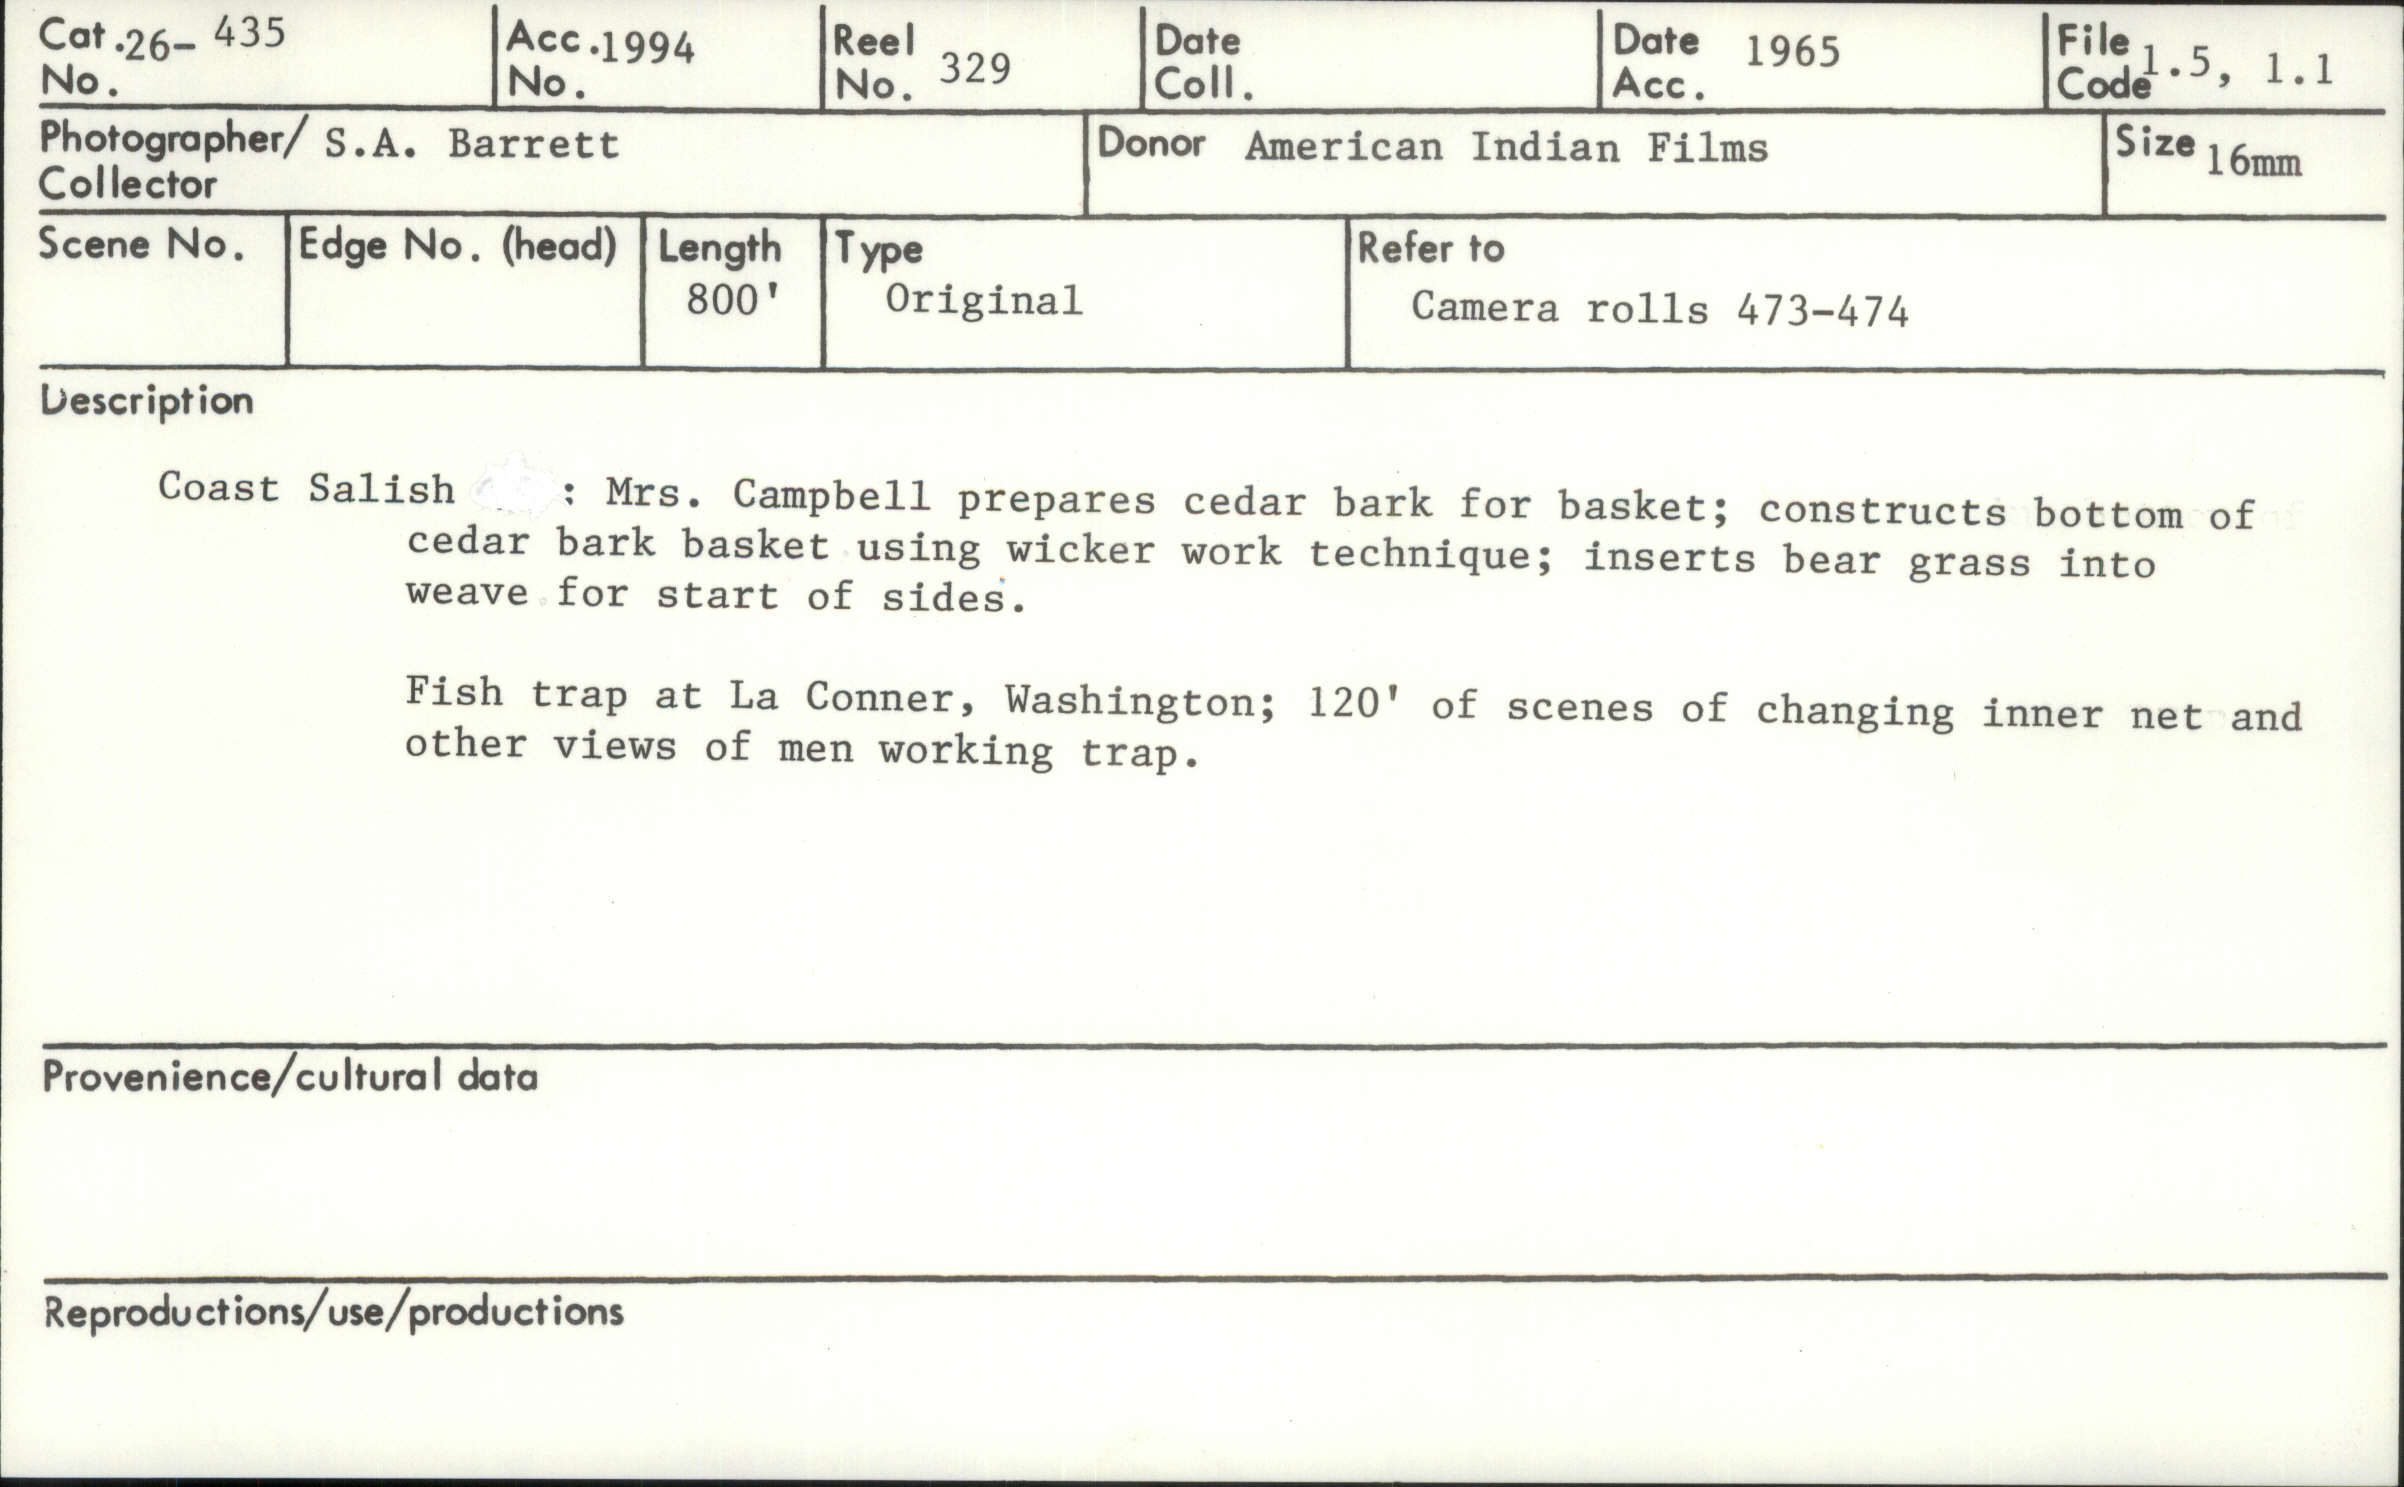 Cat. No. 26- 435
Acc. No. 1994
Reel No. 329
Date Coll.
Date Acc. 1965
File Code 1.5, 1.1
Photographer/Collector S.A. Barrett
Donor American Indian Films
Size 16mm
Scene No.
Edge No. (head)
Length 800'
Type Original
Refer to Camera rolls 473-474
Description
Coast Salish : Mrs. Campbell prepares cedar bark for basket; constructs bottom of
cedar bark basket using wicker work technique; inserts bear grass into
weave for start of sides.
Fish trap at La Conner, Washington; 120' of scenes of changing inner net and
other views of men working trap.
Provenience/cultural data
Reproductions/use/productions